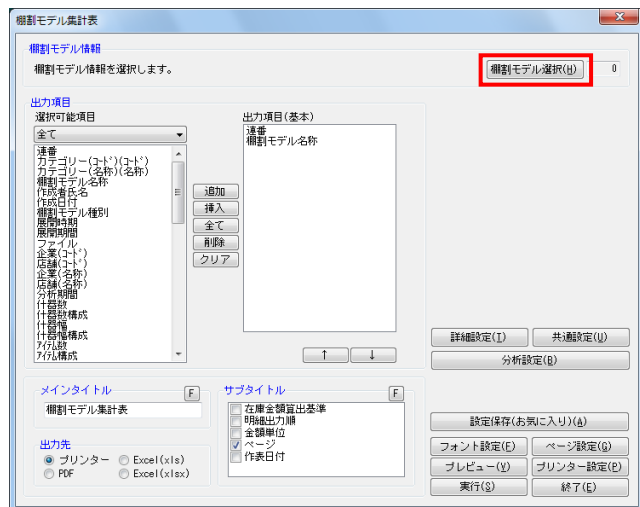 棚割モデル集計表
棚割モデル情報
棚割モデル情報を選択します。
棚割モデル選択(H)
0
出力項目
選択可能項目
全て
連番
カテゴリー(コード)(コード)
カテゴリー(名称)(名称)
棚割モデル名称
作成者氏名
作成日付
棚割モデル種別
展開時期
展開期間
ファイル
企業(コード)
店舗(コード)
企業(名称)
店舗(名称)
分析期間
什器数
什器数構成
什器幅
什器幅構成
アイテム数
アイテム構成
追加
挿入
全て
削除
クリア
出力項目(基本)
連番
棚割モデル名称
↑
↓
詳細設定(I)
共通設定(U)
分析設定(B)
メインタイトル
F
棚割モデル集計表
出力先
プリンター
Excel(xls)
PDF
Excel(xlsx)
サブタイトル
F
在庫金額算出基準
明細出力順
金額単位
ページ
作表日付
設定保存(お気に入り)(A)
フォント設定(F)
ページ設定(G)
プレビュー(V)
プリンター設定(P)
実行(S)
終了(E)